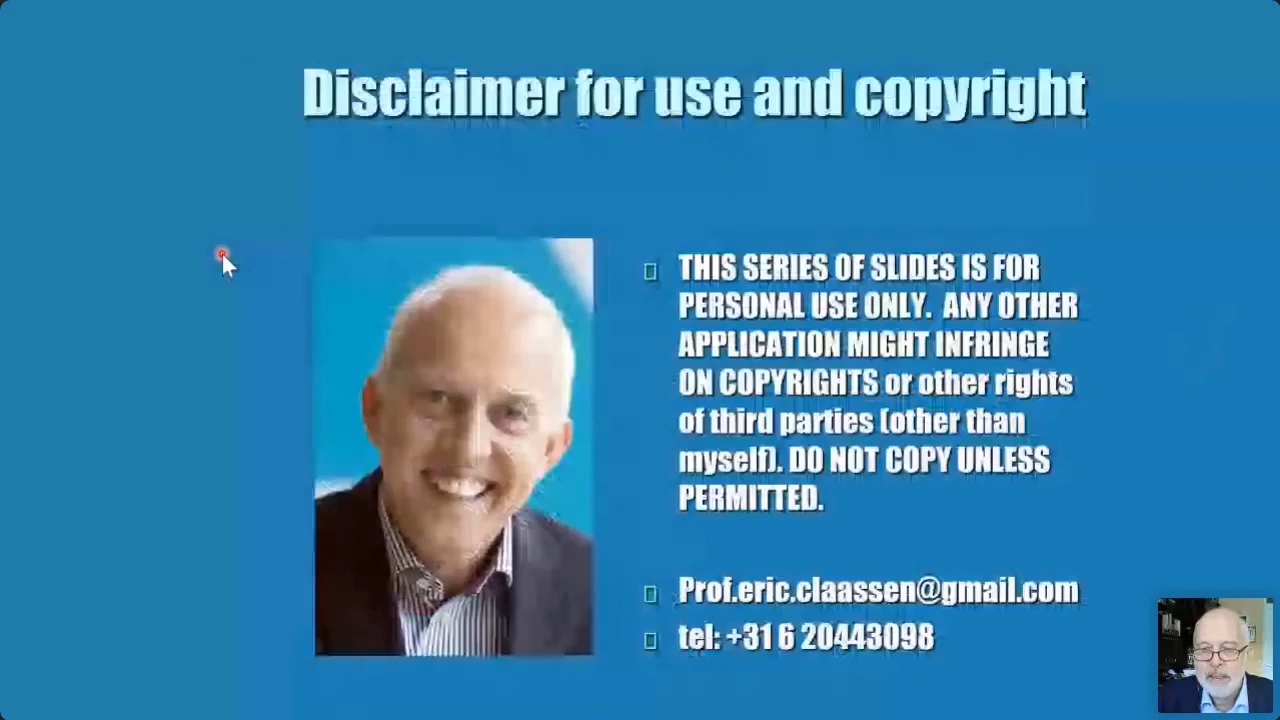 Disclaimer for use and copyright
THIS SERIES OF SLIDES IS FOR
PERSONAL USE ONLY. ANY OTHER
APPLICATION MIGHT INFRINGE
ON COPYRIGHTS or other rights
of third parties (other than
myself). DO NOT COPY UNLESS
PERMITTED.
Prof.eric.claassen@gmail.com
tel: +31 6 20443098